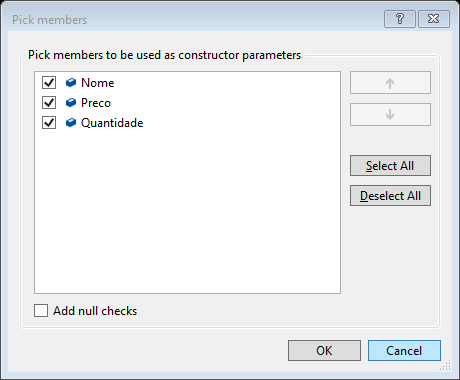 Pick members
Pick members to be used as constructor parameters
Nome
Preco
Quantidade
Select All
Deselect All
Add null checks
OK
Cancel